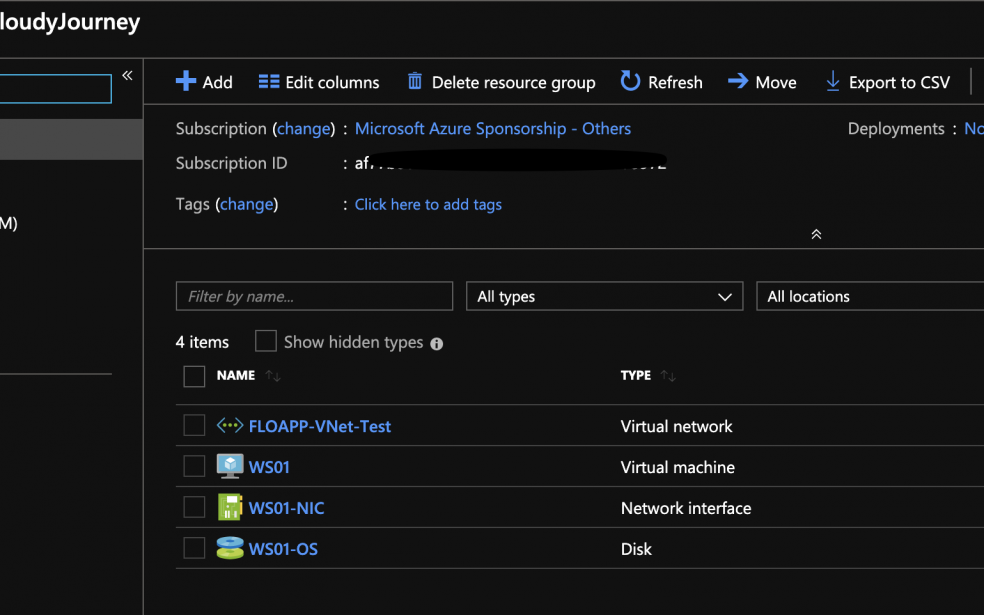 loudyJourney
«
Add Edit columns Delete resource group Refresh Move Export to CSV
Subscription (change) : Microsoft Azure Sponsorship - Others Deployments : No
Subscription ID :
Tags (change) : Click here to add tags
M)
Filter by name... All types All locations
4 items Show hidden types
NAME TYPE
FLOAPP-VNet-Test Virtual network
WS01 Virtual machine
WS01-NIC Network interface
WS01-OS Disk